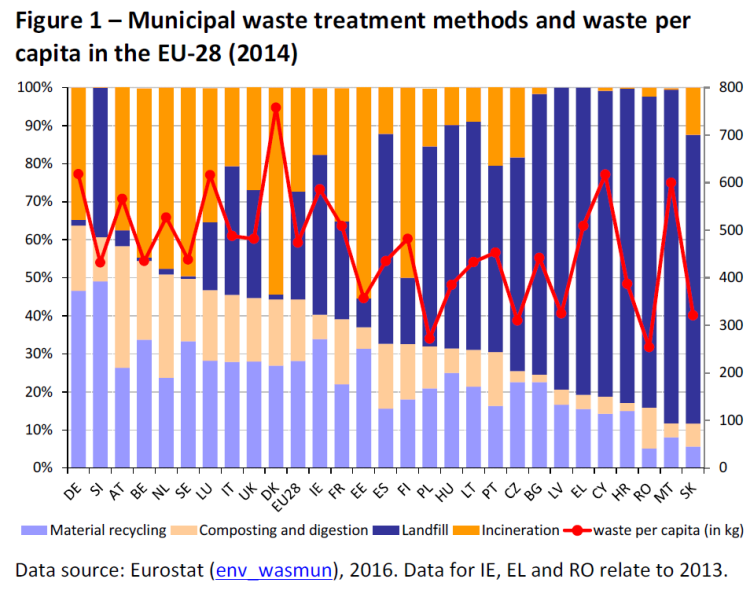 Figure 1 – Municipal waste treatment methods and waste per
capita in the EU-28 (2014)
100%
90%
80%
70%
60%
50%
40%
30%
20%
10%
0%
800
700
600
500
400
300
200
100
0
DE
SI
AT
BE
NL
SE
LU
IT
UK
DK
EU28
IE
FR
EE
ES
FI
PL
HU
LT
PT
CZ
BG
LV
EL
CY
HR
RO
MT
SK
Material recycling
Composting and digestion
Landfill
Incineration
waste per capita (in kg)
Data source: Eurostat (env_wasmun), 2016. Data for IE, EL and RO relate to 2013.